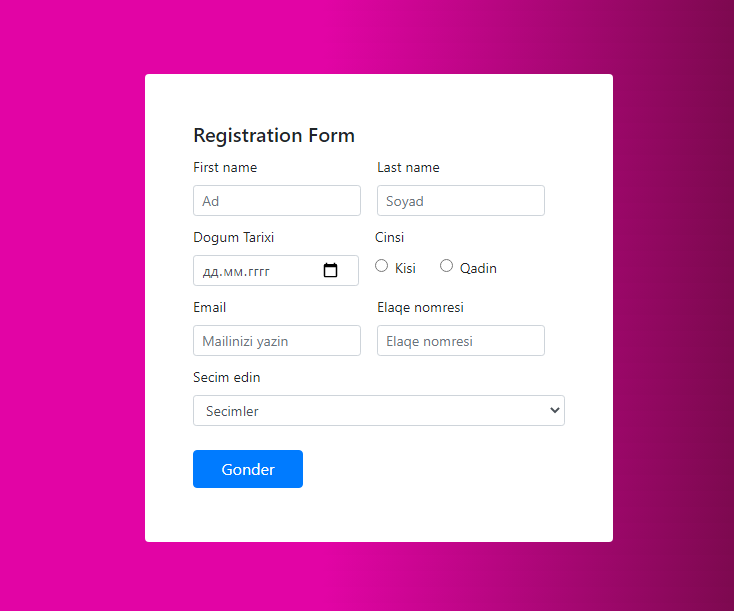 Registration Form
First name Last name
Ad Soyad
Dogum Tarixi Cinsi
дд.мм.гггг Kisi Qadin
Email Elaqe nomresi
Mailinizi yazin Elaqe nomresi
Secim edin
Secimler
Gonder